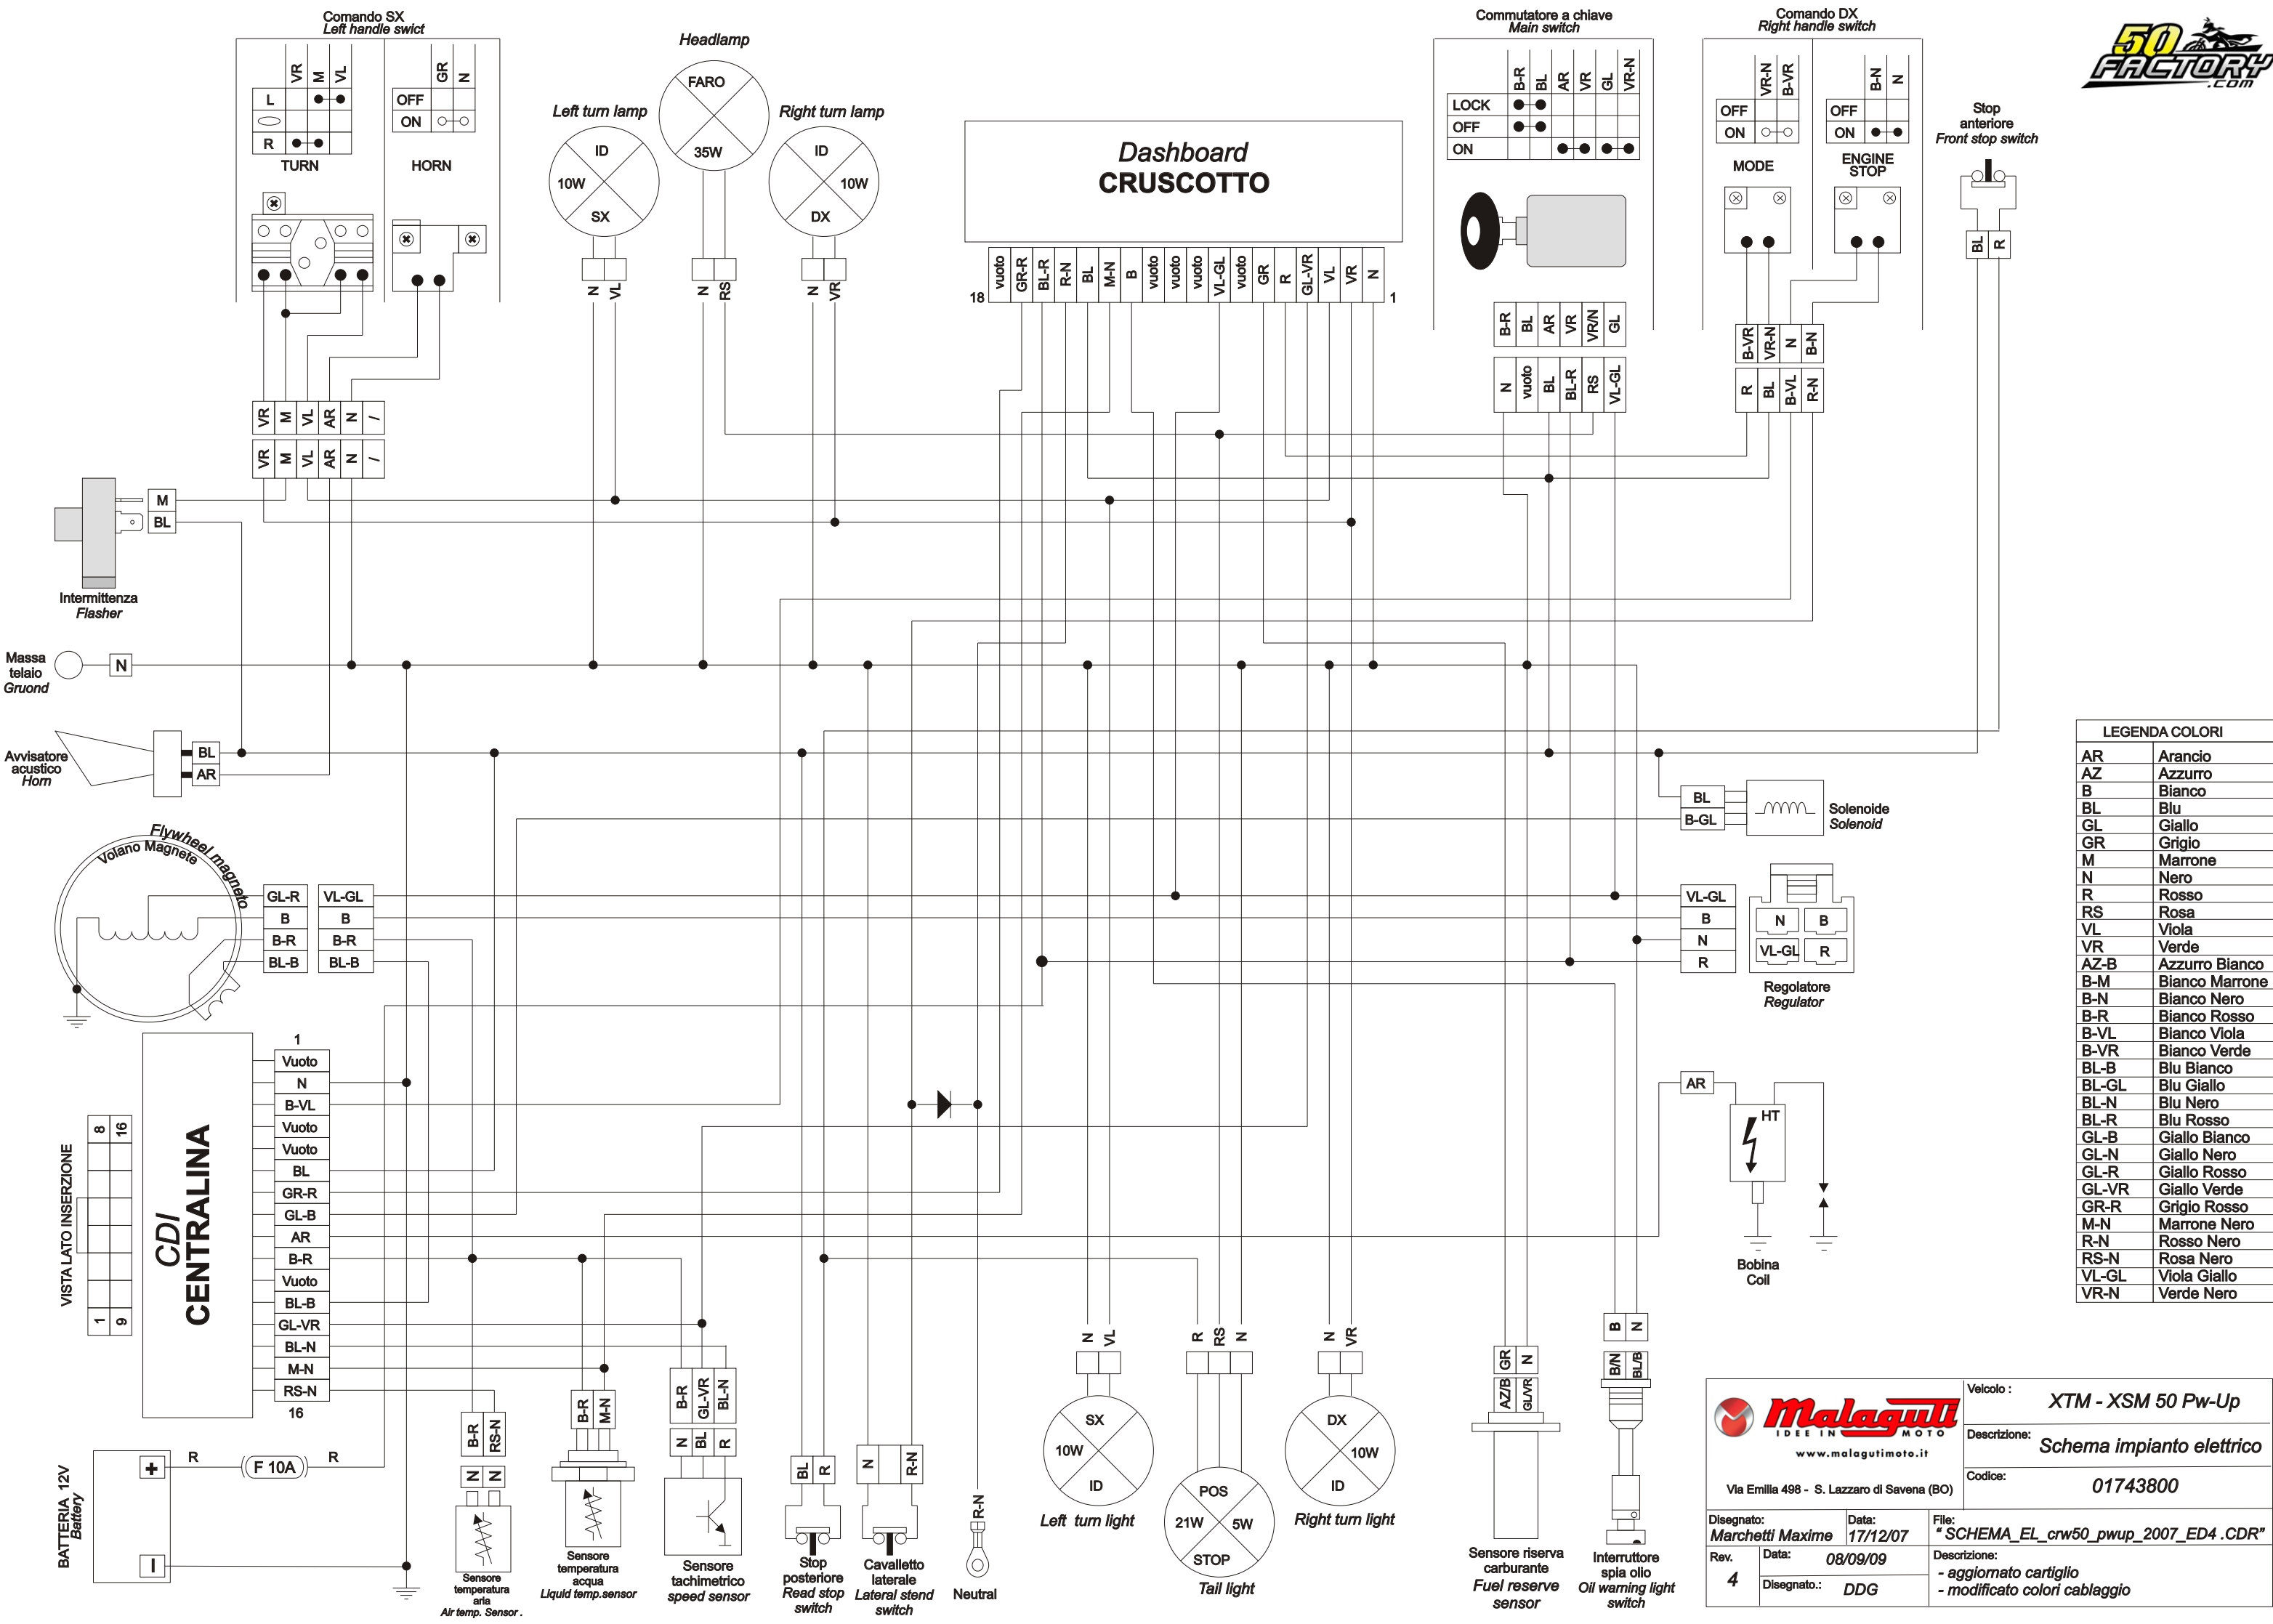 Comando SX
Left handle swict
VR M VL
GR N
L
R
TURN
OFF
ON
HORN
Headlamp
FARO
35W
Left turn lamp
ID
10W
SX
Right turn lamp
ID
10W
DX
N VL
N RS
N VR
Dashboard
CRUSCOTTO
18 vuoto GR-R BL-R R-N BL M-N B vuoto vuoto vuoto VL-GL vuoto GR R GL-VR VL VR N 1
Commutatore a chiave
Main switch
B-R BL AR VR GL VR-N
LOCK
OFF
ON
B-R BL AR VR VR/N GL
N vuoto BL BL-R RS VL-GL
Comando DX
Right handle switch
VR-N B-VR
B-N N
OFF
ON
MODE
OFF
ON
ENGINE
STOP
B-VR VR-N N B-N
R BL B-VL R-N
Stop
anteriore
Front stop switch
BL R
50
FACTORY
.COM
VR M VL AR N /
VR M VL AR N /
M
BL
Intermittenza
Flasher
Massa
telaio
Gruond
N
Avvisatore
acustico
Horn
BL
AR
Flywheel magneto
Volano Magnete
GL-R VL-GL
B B
B-R B-R
BL-B BL-B
BL
B-GL
Solenoide
Solenoid
VL-GL
B
N
R
N B
VL-GL R
Regolatore
Regulator
AR
HT
Bobina
Coil
VISTA LATO INSERZIONE
8 16
1 9
CDI
CENTRALINA
1
Vuoto
N
B-VL
Vuoto
Vuoto
BL
GR-R
GL-B
AR
B-R
Vuoto
BL-B
GL-VR
BL-N
M-N
RS-N
16
BATTERIA 12V
Battery
+
I
R
F 10A
R
B-R RS-N
N N
Sensore
temperatura
aria
Air temp. Sensor .
B-R M-N
Sensore
temperatura
acqua
Liquid temp.sensor
B-R GL-VR BL-N
N BL R
Sensore
tachimetrico
speed sensor
BL R
Stop
posteriore
Read stop
switch
N R-N
Cavalletto
laterale
Lateral stend
switch
R-N
Neutral
N VL
SX
10W
ID
Left turn light
R RS N
POS
21W 5W
STOP
Tail light
N VR
DX
10W
ID
Right turn light
GR N
AZ/B GL/VR
Sensore riserva
carburante
Fuel reserve
sensor
B N
B/N BL/B
Interruttore
spia olio
Oil warning light
switch
LEGENDA COLORI
AR Arancio
AZ Azzurro
B Bianco
BL Blu
GL Giallo
GR Grigio
M Marrone
N Nero
R Rosso
RS Rosa
VL Viola
VR Verde
AZ-B Azzurro Bianco
B-M Bianco Marrone
B-N Bianco Nero
B-R Bianco Rosso
B-VL Bianco Viola
B-VR Bianco Verde
BL-B Blu Bianco
BL-GL Blu Giallo
BL-N Blu Nero
BL-R Blu Rosso
GL-B Giallo Bianco
GL-N Giallo Nero
GL-R Giallo Rosso
GL-VR Giallo Verde
GR-R Grigio Rosso
M-N Marrone Nero
R-N Rosso Nero
RS-N Rosa Nero
VL-GL Viola Giallo
VR-N Verde Nero
Malaguti
IDEE IN MOTO
www.malagutimoto.it
Via Emilia 498 - S. Lazzaro di Savena (BO)
Veicolo :
XTM - XSM 50 Pw-Up
Descrizione:
Schema impianto elettrico
Codice:
01743800
Disegnato:
Marchetti Maxime
Data:
17/12/07
File:
“ SCHEMA_EL_crw50_pwup_2007_ED4 .CDR”
Rev.
4
Data:
08/09/09
Disegnato.:
DDG
Descrizione:
- aggiornato cartiglio
- modificato colori cablaggio